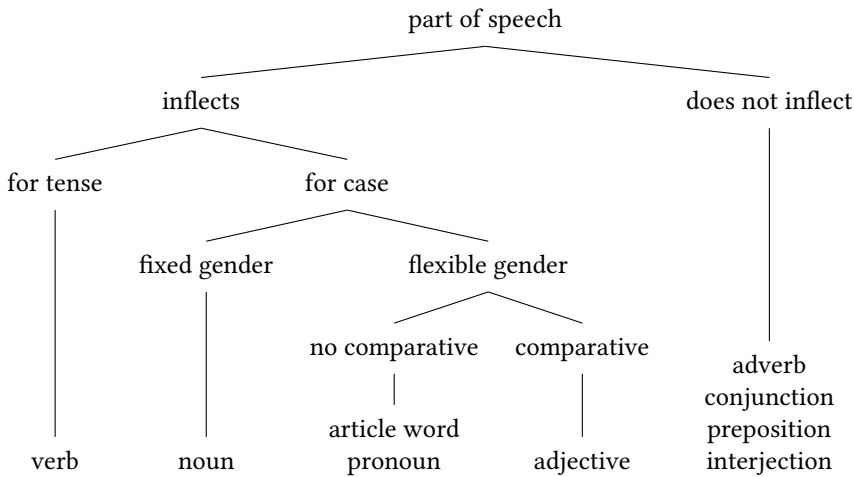 part of speech
inflects
does not inflect
for tense
for case
fixed gender
flexible gender
no comparative
comparative
verb
noun
article word
pronoun
adjective
adverb
conjunction
preposition
interjection